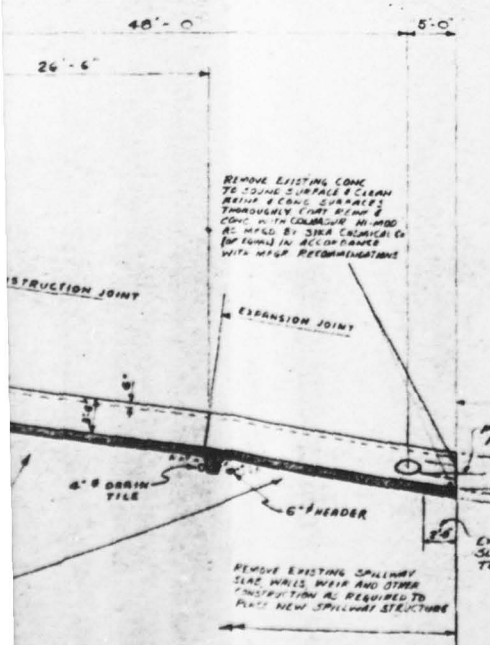 48'-0"
5'-0"
26'-6"
REMOVE EXISTING CONC
TO SOUND SURFACE & CLEAN
REINF & CONC SURFACES
THOROUGHLY COAT REINF &
CONC WITH COLMASUR HI-MOD
AS MFGD BY SIKA CHEMICAL CO
(OR EQUAL) IN ACCORDANCE
WITH MFGR RECOMMENDATIONS
STRUCTION JOINT
EXPANSION JOINT
4" Ø DRAIN
TILE
6" Ø HEADER
REMOVE EXISTING SPILLWAY
SLAB, WALLS, WEIR AND OTHER
CONSTRUCTION AS REQUIRED TO
NEW SPILLWAY STRUCTURE